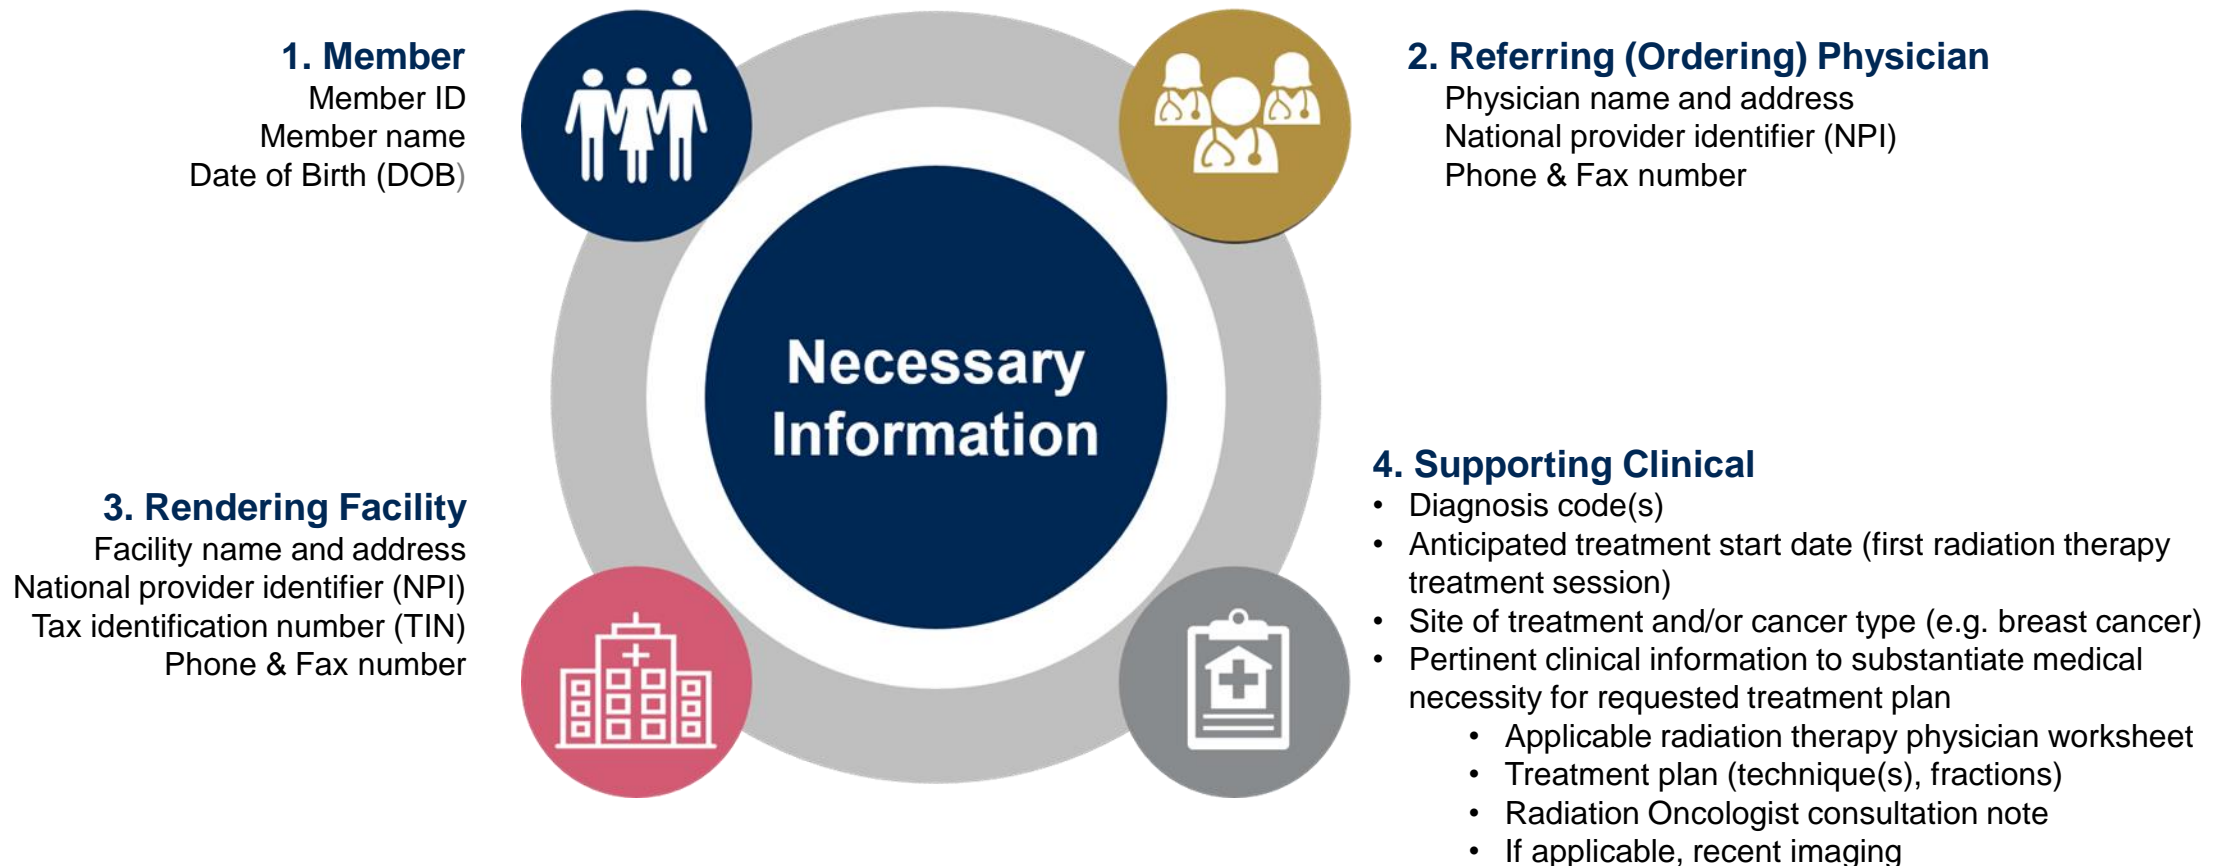 1. Member
Member ID
Member name
Date of Birth (DOB)
2. Referring (Ordering) Physician
Physician name and address
National provider identifier (NPI)
Phone & Fax number
Necessary
Information
3. Rendering Facility
Facility name and address
National provider identifier (NPI)
Tax identification number (TIN)
Phone & Fax number
4. Supporting Clinical
• Diagnosis code(s)
• Anticipated treatment start date (first radiation therapy
treatment session)
• Site of treatment and/or cancer type (e.g. breast cancer)
• Pertinent clinical information to substantiate medical
necessity for requested treatment plan
• Applicable radiation therapy physician worksheet
• Treatment plan (technique(s), fractions)
• Radiation Oncologist consultation note
• If applicable, recent imaging